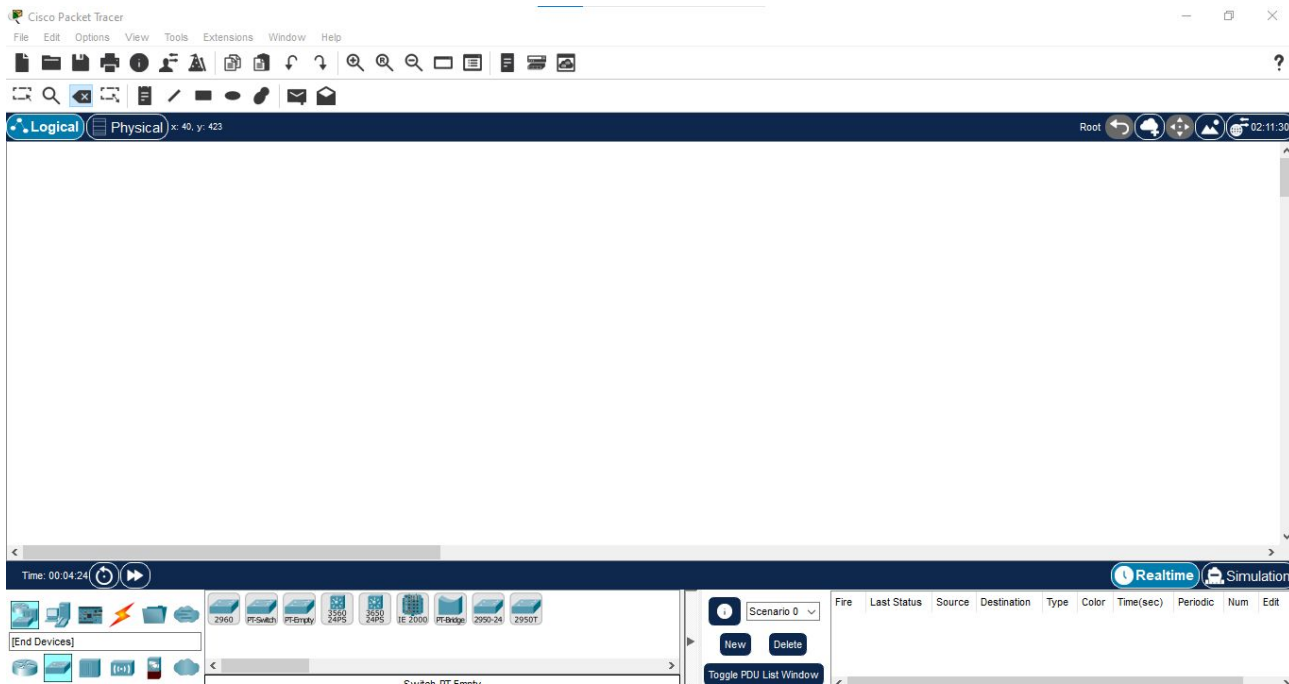 Cisco Packet Tracer
File Edit Options View Tools Extensions Window Help
?
Logical Physical x: 40, y: 423 Root 02:11:30
Time: 00:04:24 Realtime Simulation
2960 PT-Switch PT-Empty 3560 24PS 3650 24PS IE 2000 PT-Bridge 2950-24 2950T
[End Devices]
Switch-PT-Empty
Scenario 0
New Delete
Toggle PDU List Window
Fire Last Status Source Destination Type Color Time(sec) Periodic Num Edit